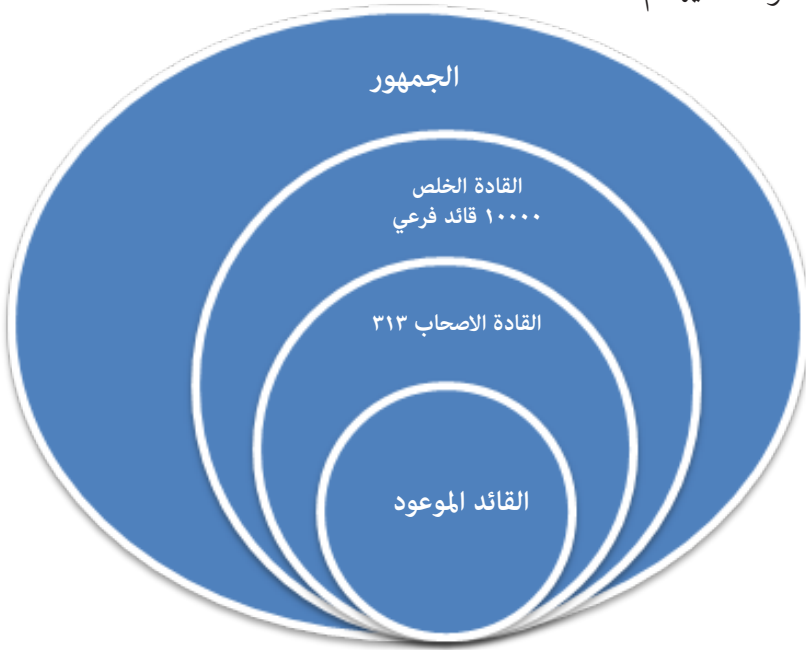 الجمهور
القادة الخلص
١٠٠٠٠ قائد فرعي
القادة الاصحاب ٣١٣
القائد الموعود